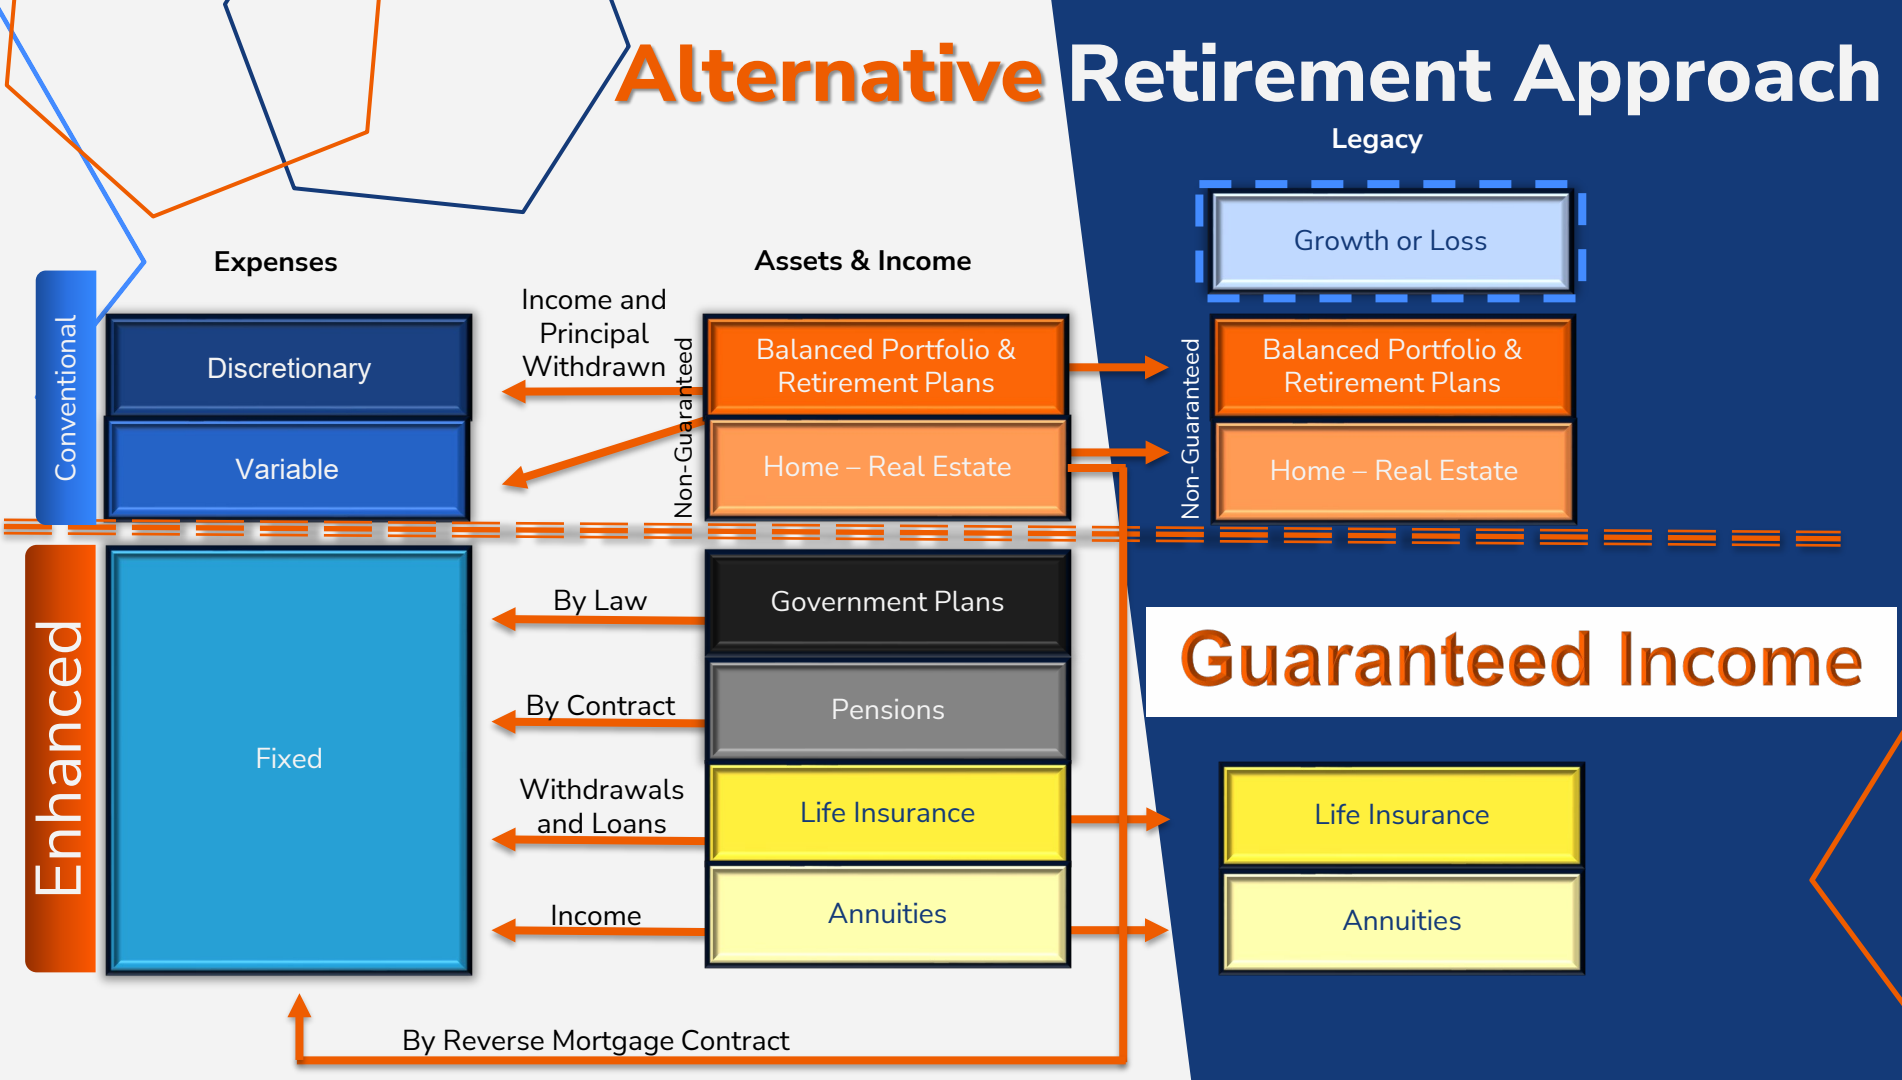 Alternative Retirement Approach
Legacy
Growth or Loss
Expenses
Assets & Income
Conventional
Discretionary
Variable
Income and
Principal
Withdrawn
Non-Guaranteed
Balanced Portfolio &
Retirement Plans
Home – Real Estate
Non-Guaranteed
Balanced Portfolio &
Retirement Plans
Home – Real Estate
Enhanced
Fixed
By Law
Government Plans
By Contract
Pensions
Guaranteed Income
Withdrawals
and Loans
Life Insurance
Life Insurance
Income
Annuities
Annuities
By Reverse Mortgage Contract